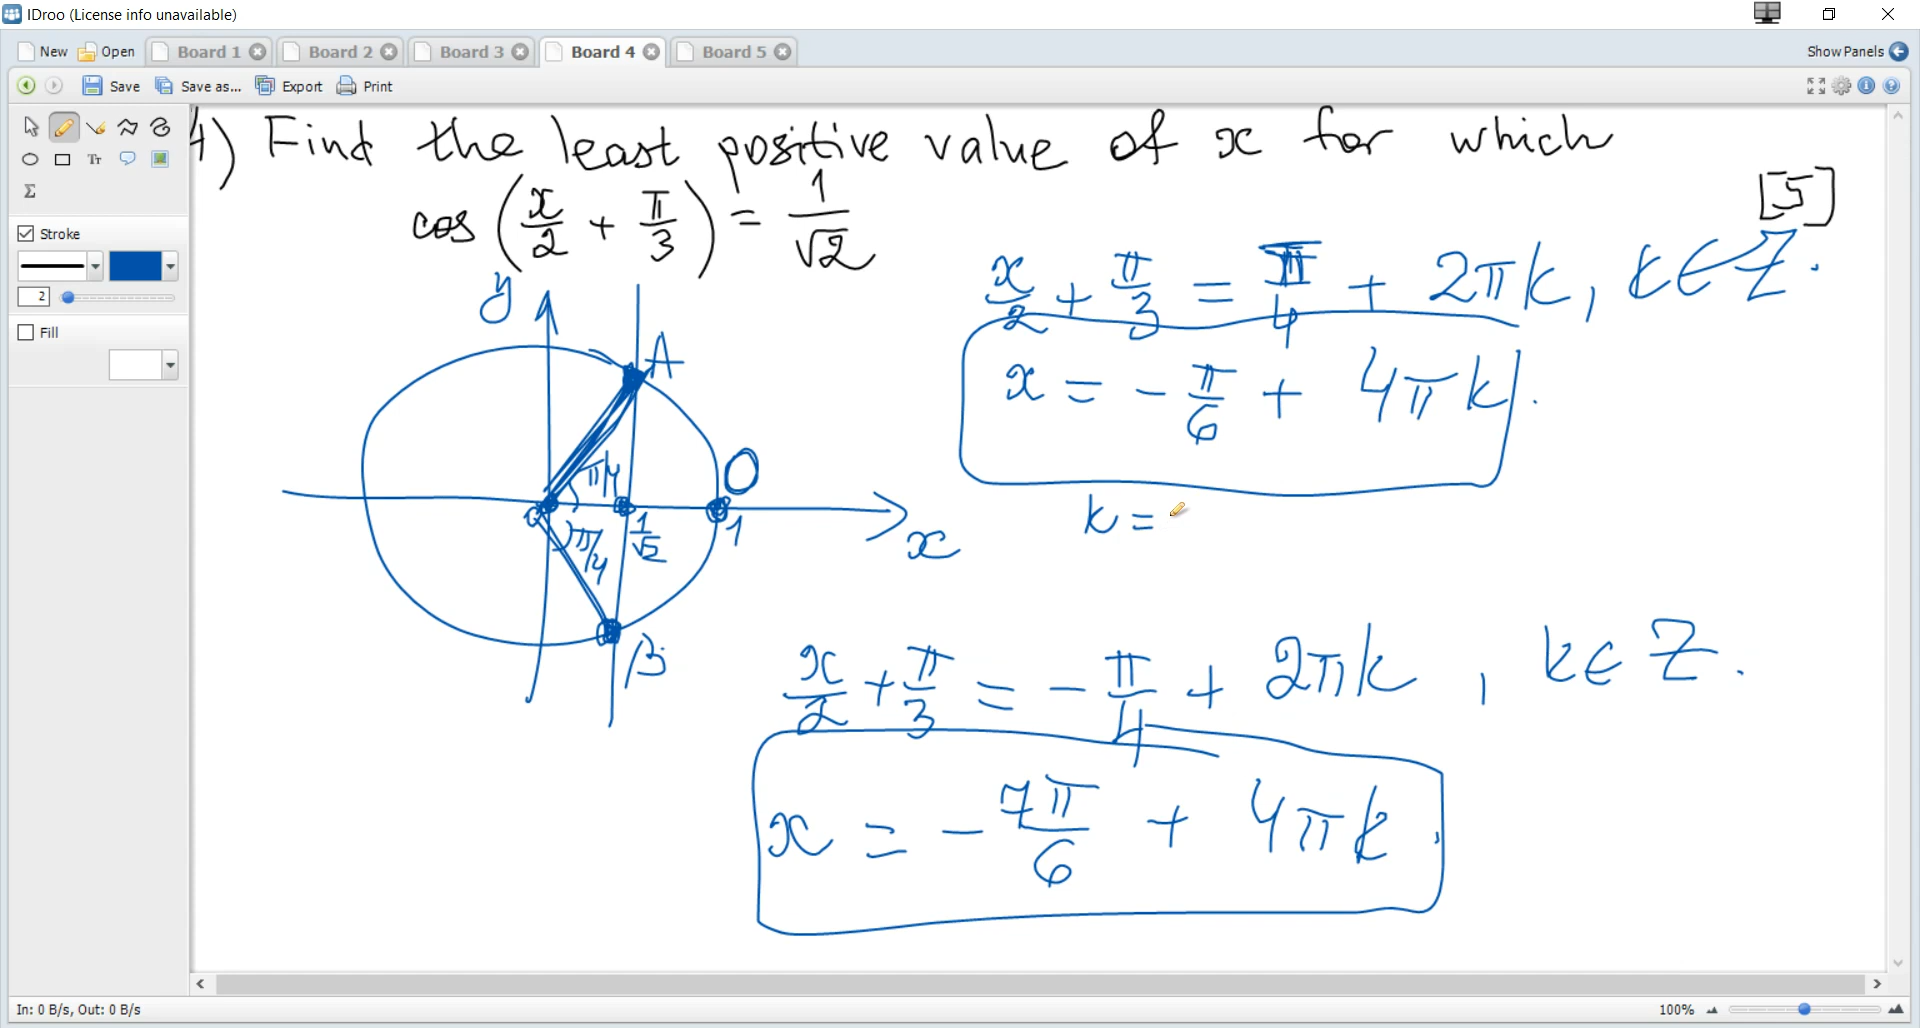 IDroo (License info unavailable)
New Open Board 1 Board 2 Board 3 Board 4 Board 5 Show Panels
Save Save as... Export Print
Tr
Σ
Stroke
2
Fill
4) Find the least positive value of x for which
cos(x/2 + π/3) = 1/√2 [5]
x/2 + π/3 = π/4 + 2πk, k∈Z.
x = - π/6 + 4πk.
k =
y
A
π/4
O
0
1/√2
1
x
π/4
B
x/2 + π/3 = - π/4 + 2πk, k∈Z.
x = - 7π/6 + 4πk.
In: 0 B/s, Out: 0 B/s 100%